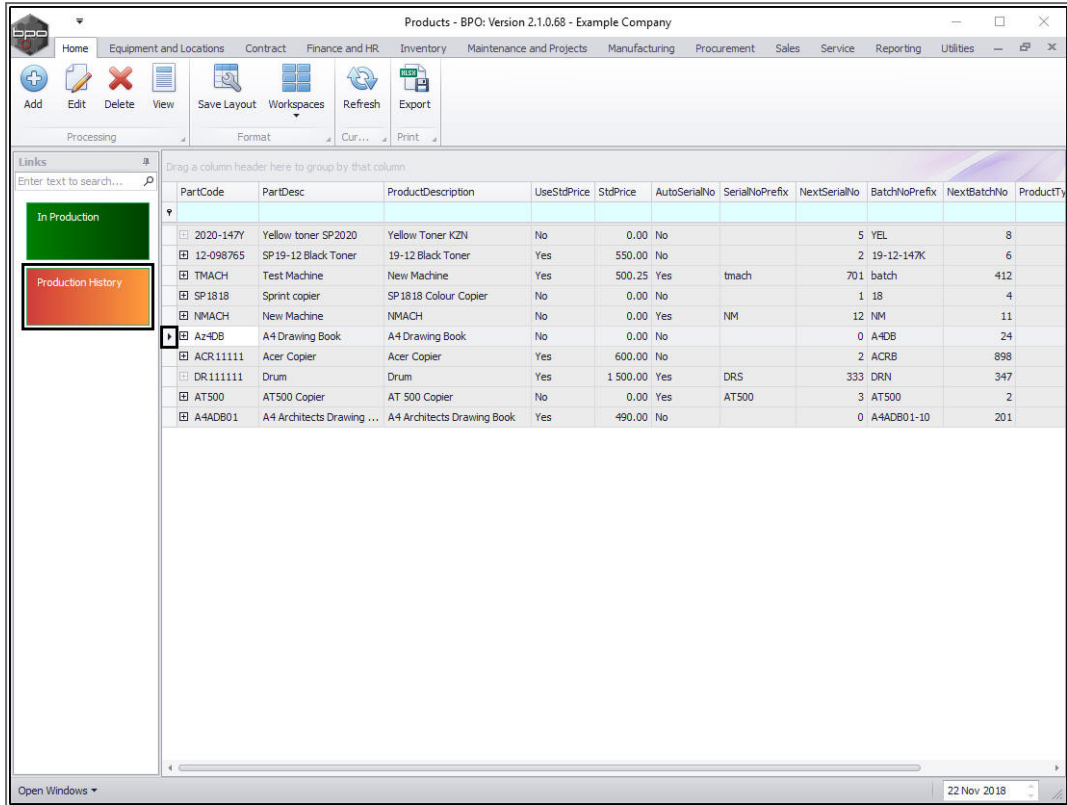 Products - BPO: Version 2.1.0.68 - Example Company
bpo
Home Equipment and Locations Contract Finance and HR Inventory Maintenance and Projects Manufacturing Procurement Sales Service Reporting Utilities
XLSX
Add Edit Delete View Save Layout Workspaces Refresh Export
Processing Format Cur... Print
Links
Enter text to search...
In Production
Production History
Drag a column header here to group by that column
PartCode PartDesc ProductDescription UseStdPrice StdPrice AutoSerialNo SerialNoPrefix NextSerialNo BatchNoPrefix NextBatchNo ProductTy
2020-147Y Yellow toner SP2020 Yellow Toner KZN No 0.00 No 5 YEL 8
12-098765 SP19-12 Black Toner 19-12 Black Toner Yes 550.00 No 2 19-12-147K 6
TMACH Test Machine New Machine Yes 500.25 Yes tmach 701 batch 412
SP1818 Sprint copier SP1818 Colour Copier No 0.00 No 1 18 4
NMACH New Machine NMACH No 0.00 Yes NM 12 NM 11
Az4DB A4 Drawing Book A4 Drawing Book No 0.00 No 0 A4DB 24
ACR11111 Acer Copier Acer Copier Yes 600.00 No 2 ACRB 898
DR111111 Drum Drum Yes 1 500.00 Yes DRS 333 DRN 347
AT500 AT500 Copier AT 500 Copier No 0.00 Yes AT500 3 AT500 2
A4ADB01 A4 Architects Drawing ... A4 Architects Drawing Book Yes 490.00 No 0 A4ADB01-10 201
Open Windows 22 Nov 2018